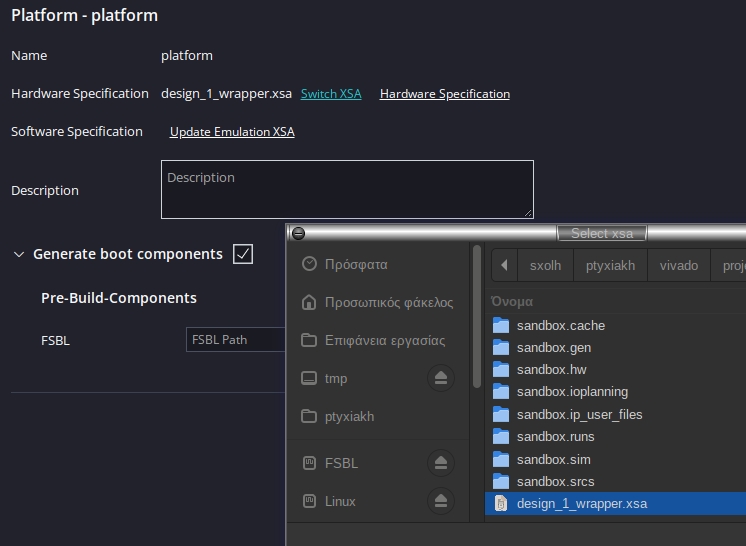 Platform - platform
Name platform
Hardware Specification design_1_wrapper.xsa Switch XSA Hardware Specification
Software Specification Update Emulation XSA
Description Description
Generate boot components
Pre-Build-Components
FSBL FSBL Path
Select xsa
Πρόσφατα
Προσωπικός φάκελος
Επιφάνεια εργασίας
tmp
ptyxiakh
FSBL
Linux
sxolh ptyxiakh vivado proj
Όνομα
sandbox.cache
sandbox.gen
sandbox.hw
sandbox.ioplanning
sandbox.ip_user_files
sandbox.runs
sandbox.sim
sandbox.srcs
design_1_wrapper.xsa